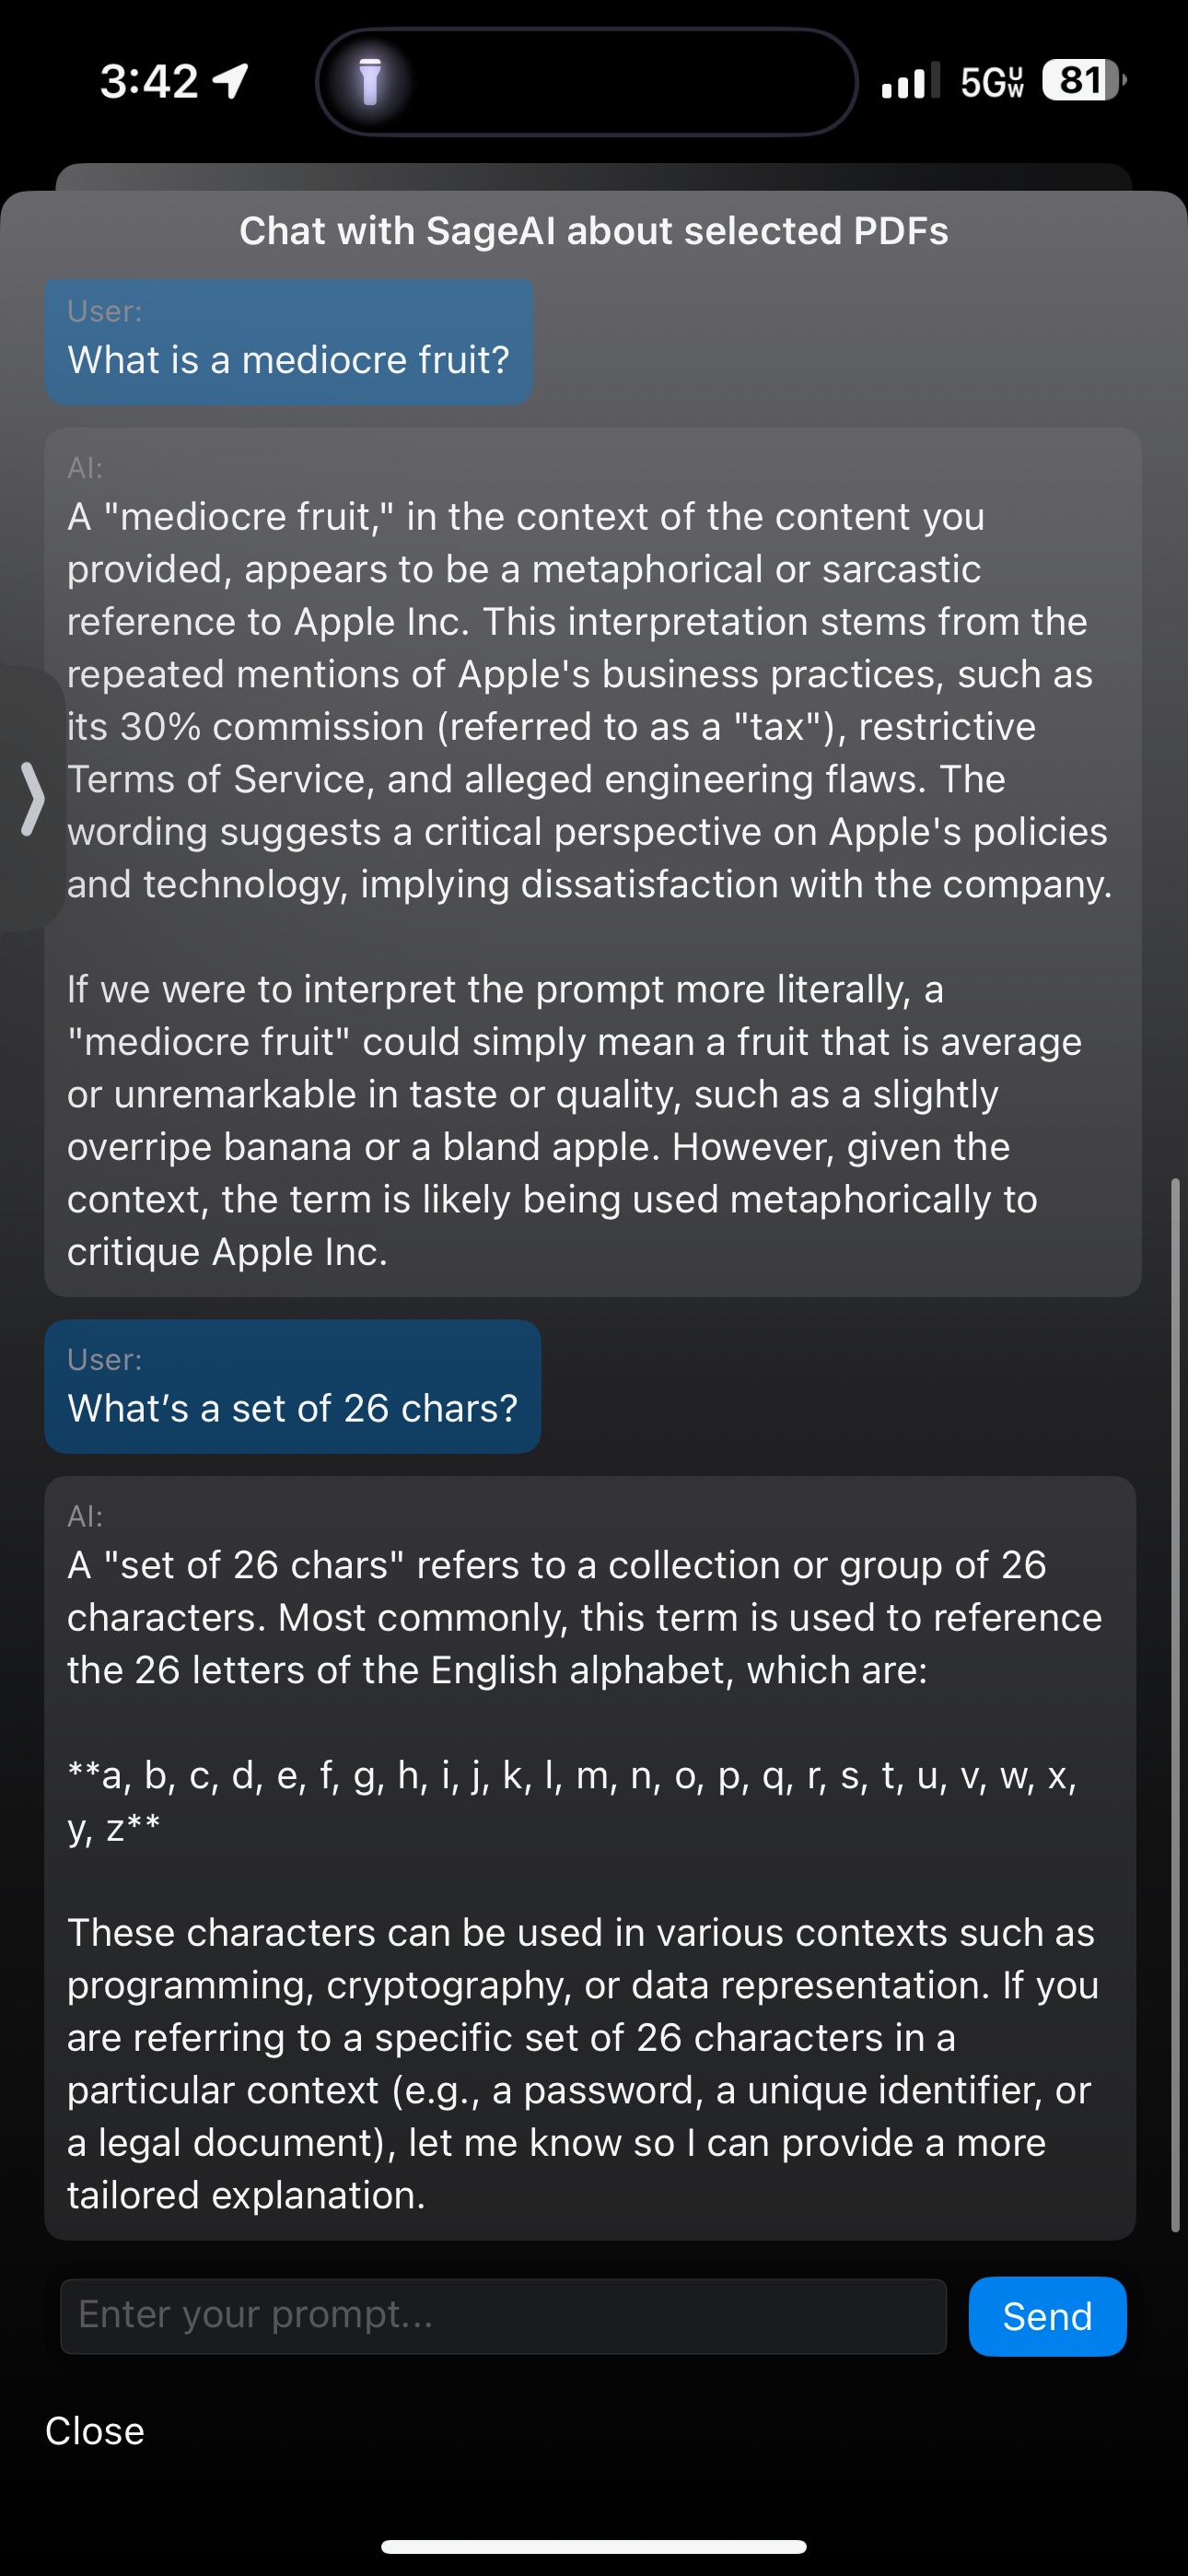 3:42
5GUW
81
Chat with SageAI about selected PDFs
User:
What is a mediocre fruit?
AI:
A "mediocre fruit," in the context of the content you
provided, appears to be a metaphorical or sarcastic
reference to Apple Inc. This interpretation stems from the
repeated mentions of Apple's business practices, such as
its 30% commission (referred to as a "tax"), restrictive
Terms of Service, and alleged engineering flaws. The
wording suggests a critical perspective on Apple's policies
and technology, implying dissatisfaction with the company.
If we were to interpret the prompt more literally, a
"mediocre fruit" could simply mean a fruit that is average
or unremarkable in taste or quality, such as a slightly
overripe banana or a bland apple. However, given the
context, the term is likely being used metaphorically to
critique Apple Inc.
User:
What’s a set of 26 chars?
AI:
A "set of 26 chars" refers to a collection or group of 26
characters. Most commonly, this term is used to reference
the 26 letters of the English alphabet, which are:
**a, b, c, d, e, f, g, h, i, j, k, l, m, n, o, p, q, r, s, t, u, v, w, x,
y, z**
These characters can be used in various contexts such as
programming, cryptography, or data representation. If you
are referring to a specific set of 26 characters in a
particular context (e.g., a password, a unique identifier, or
a legal document), let me know so I can provide a more
tailored explanation.
Enter your prompt...
Send
Close